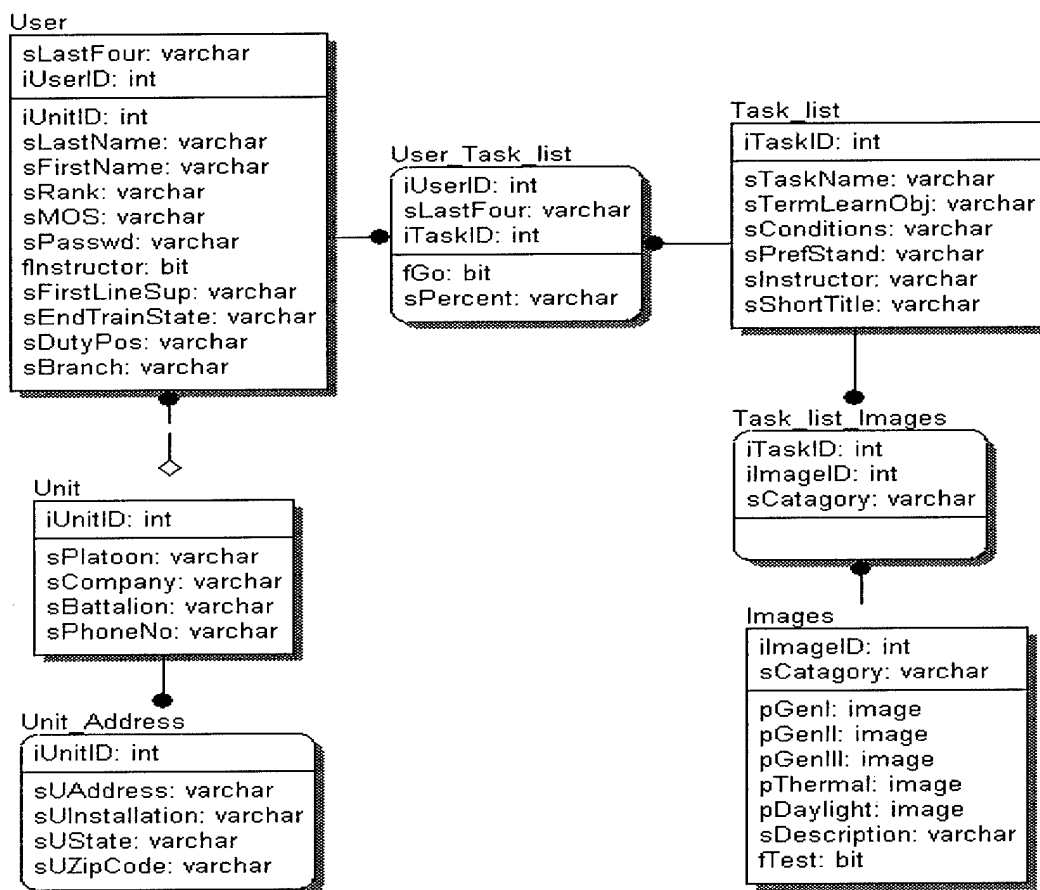 User
sLastFour: varchar
iUserID: int
iUnitID: int
sLastName: varchar
sFirstName: varchar
sRank: varchar
sMOS: varchar
sPasswd: varchar
fInstructor: bit
sFirstLineSup: varchar
sEndTrainState: varchar
sDutyPos: varchar
sBranch: varchar
User_Task_list
iUserID: int
sLastFour: varchar
iTaskID: int
fGo: bit
sPercent: varchar
Task_list
iTaskID: int
sTaskName: varchar
sTermLearnObj: varchar
sConditions: varchar
sPrefStand: varchar
sInstructor: varchar
sShortTitle: varchar
Task_list_Images
iTaskID: int
iImageID: int
sCatagory: varchar
Unit
iUnitID: int
sPlatoon: varchar
sCompany: varchar
sBattalion: varchar
sPhoneNo: varchar
Images
iImageID: int
sCatagory: varchar
pGenI: image
pGenII: image
pGenIII: image
pThermal: image
pDaylight: image
sDescription: varchar
fTest: bit
Unit_Address
iUnitID: int
sUAddress: varchar
sUInstallation: varchar
sUState: varchar
sUZipCode: varchar